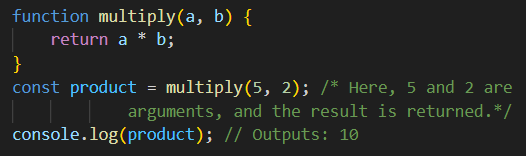 function multiply(a, b) {
    return a * b;
}
const product = multiply(5, 2); /* Here, 5 and 2 are
            arguments, and the result is returned.*/
console.log(product); // Outputs: 10